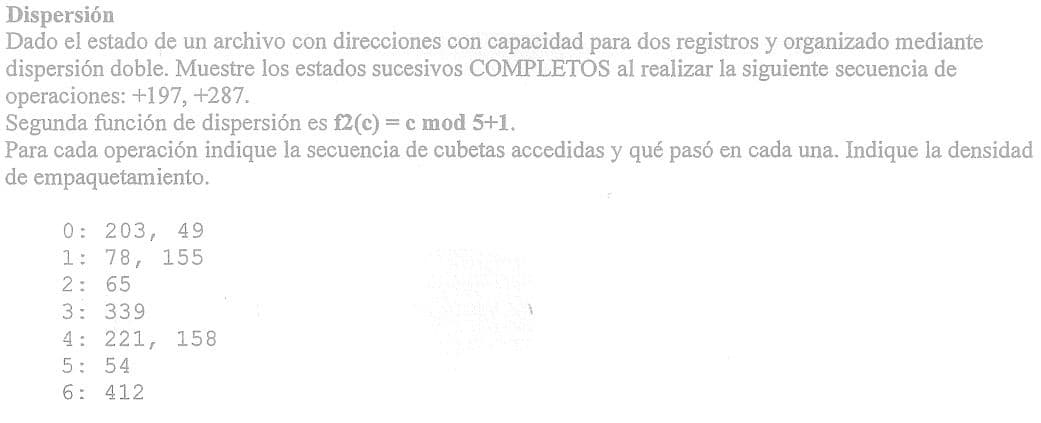 Dispersión
Dado el estado de un archivo con direcciones con capacidad para dos registros y organizado mediante
dispersión doble. Muestre los estados sucesivos COMPLETOS al realizar la siguiente secuencia de
operaciones: +197, +287.
Segunda función de dispersión es f2(c) = c mod 5+1.
Para cada operación indique la secuencia de cubetas accedidas y qué pasó en cada una. Indique la densidad
de empaquetamiento.
0: 203, 49
1: 78, 155
2: 65
3: 339
4: 221, 158
5: 54
6: 412